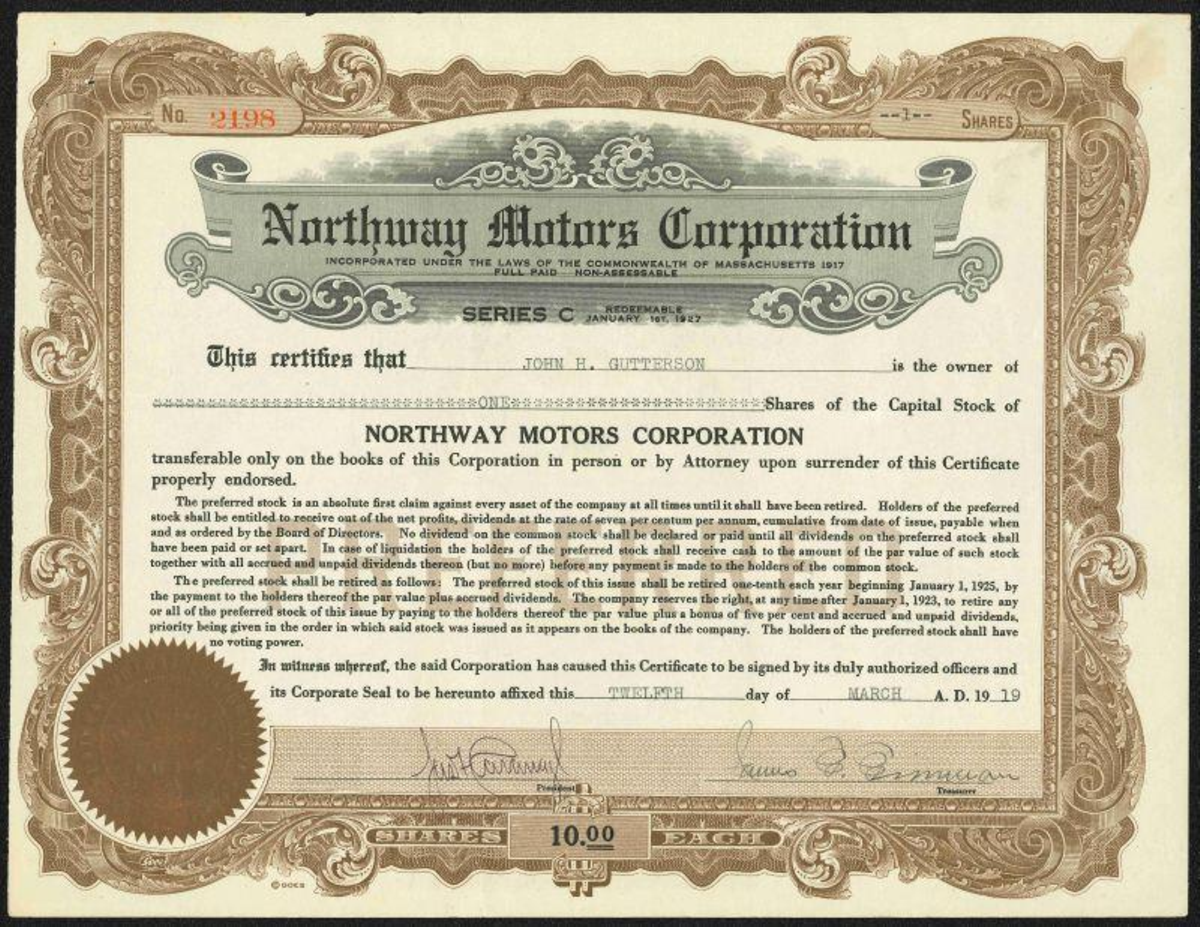 No. 2198
--1-- SHARES
Northway Motors Corporation
INCORPORATED UNDER THE LAWS OF THE COMMONWEALTH OF MASSACHUSETTS 1917
FULL PAID NON-ASSESSABLE
SERIES C REDEEMABLE
JANUARY 1ST, 1927
This certifies that JOHN H. GUTTERSON is the owner of
ONE Shares of the Capital Stock of
NORTHWAY MOTORS CORPORATION
transferable only on the books of this Corporation in person or by Attorney upon surrender of this Certificate
properly endorsed.
The preferred stock is an absolute first claim against every asset of the company at all times until it shall have been retired. Holders of the preferred
stock shall be entitled to receive out of the net profits, dividends at the rate of seven per centum per annum, cumulative from date of issue, payable when
and as ordered by the Board of Directors. No dividend on the common stock shall be declared or paid until all dividends on the preferred stock shall
have been paid or set apart. In case of liquidation the holders of the preferred stock shall receive cash to the amount of the par value of such stock
together with all accrued and unpaid dividends thereon (but no more) before any payment is made to the holders of the common stock.
The preferred stock shall be retired as follows: The preferred stock of this issue shall be retired one-tenth each year beginning January 1, 1925, by
the payment to the holders thereof the par value plus accrued dividends. The company reserves the right, at any time after January 1, 1923, to retire any
or all of the preferred stock of this issue by paying to the holders thereof the par value plus a bonus of five per cent and accrued and unpaid dividends,
priority being given in the order in which said stock was issued as it appears on the books of the company. The holders of the preferred stock shall have
no voting power.
In witness whereof, the said Corporation has caused this Certificate to be signed by its duly authorized officers and
its Corporate Seal to be hereunto affixed this TWELFTH day of MARCH A. D. 19 19
President
Treasurer
SHARES 10.00 EACH
© GOES